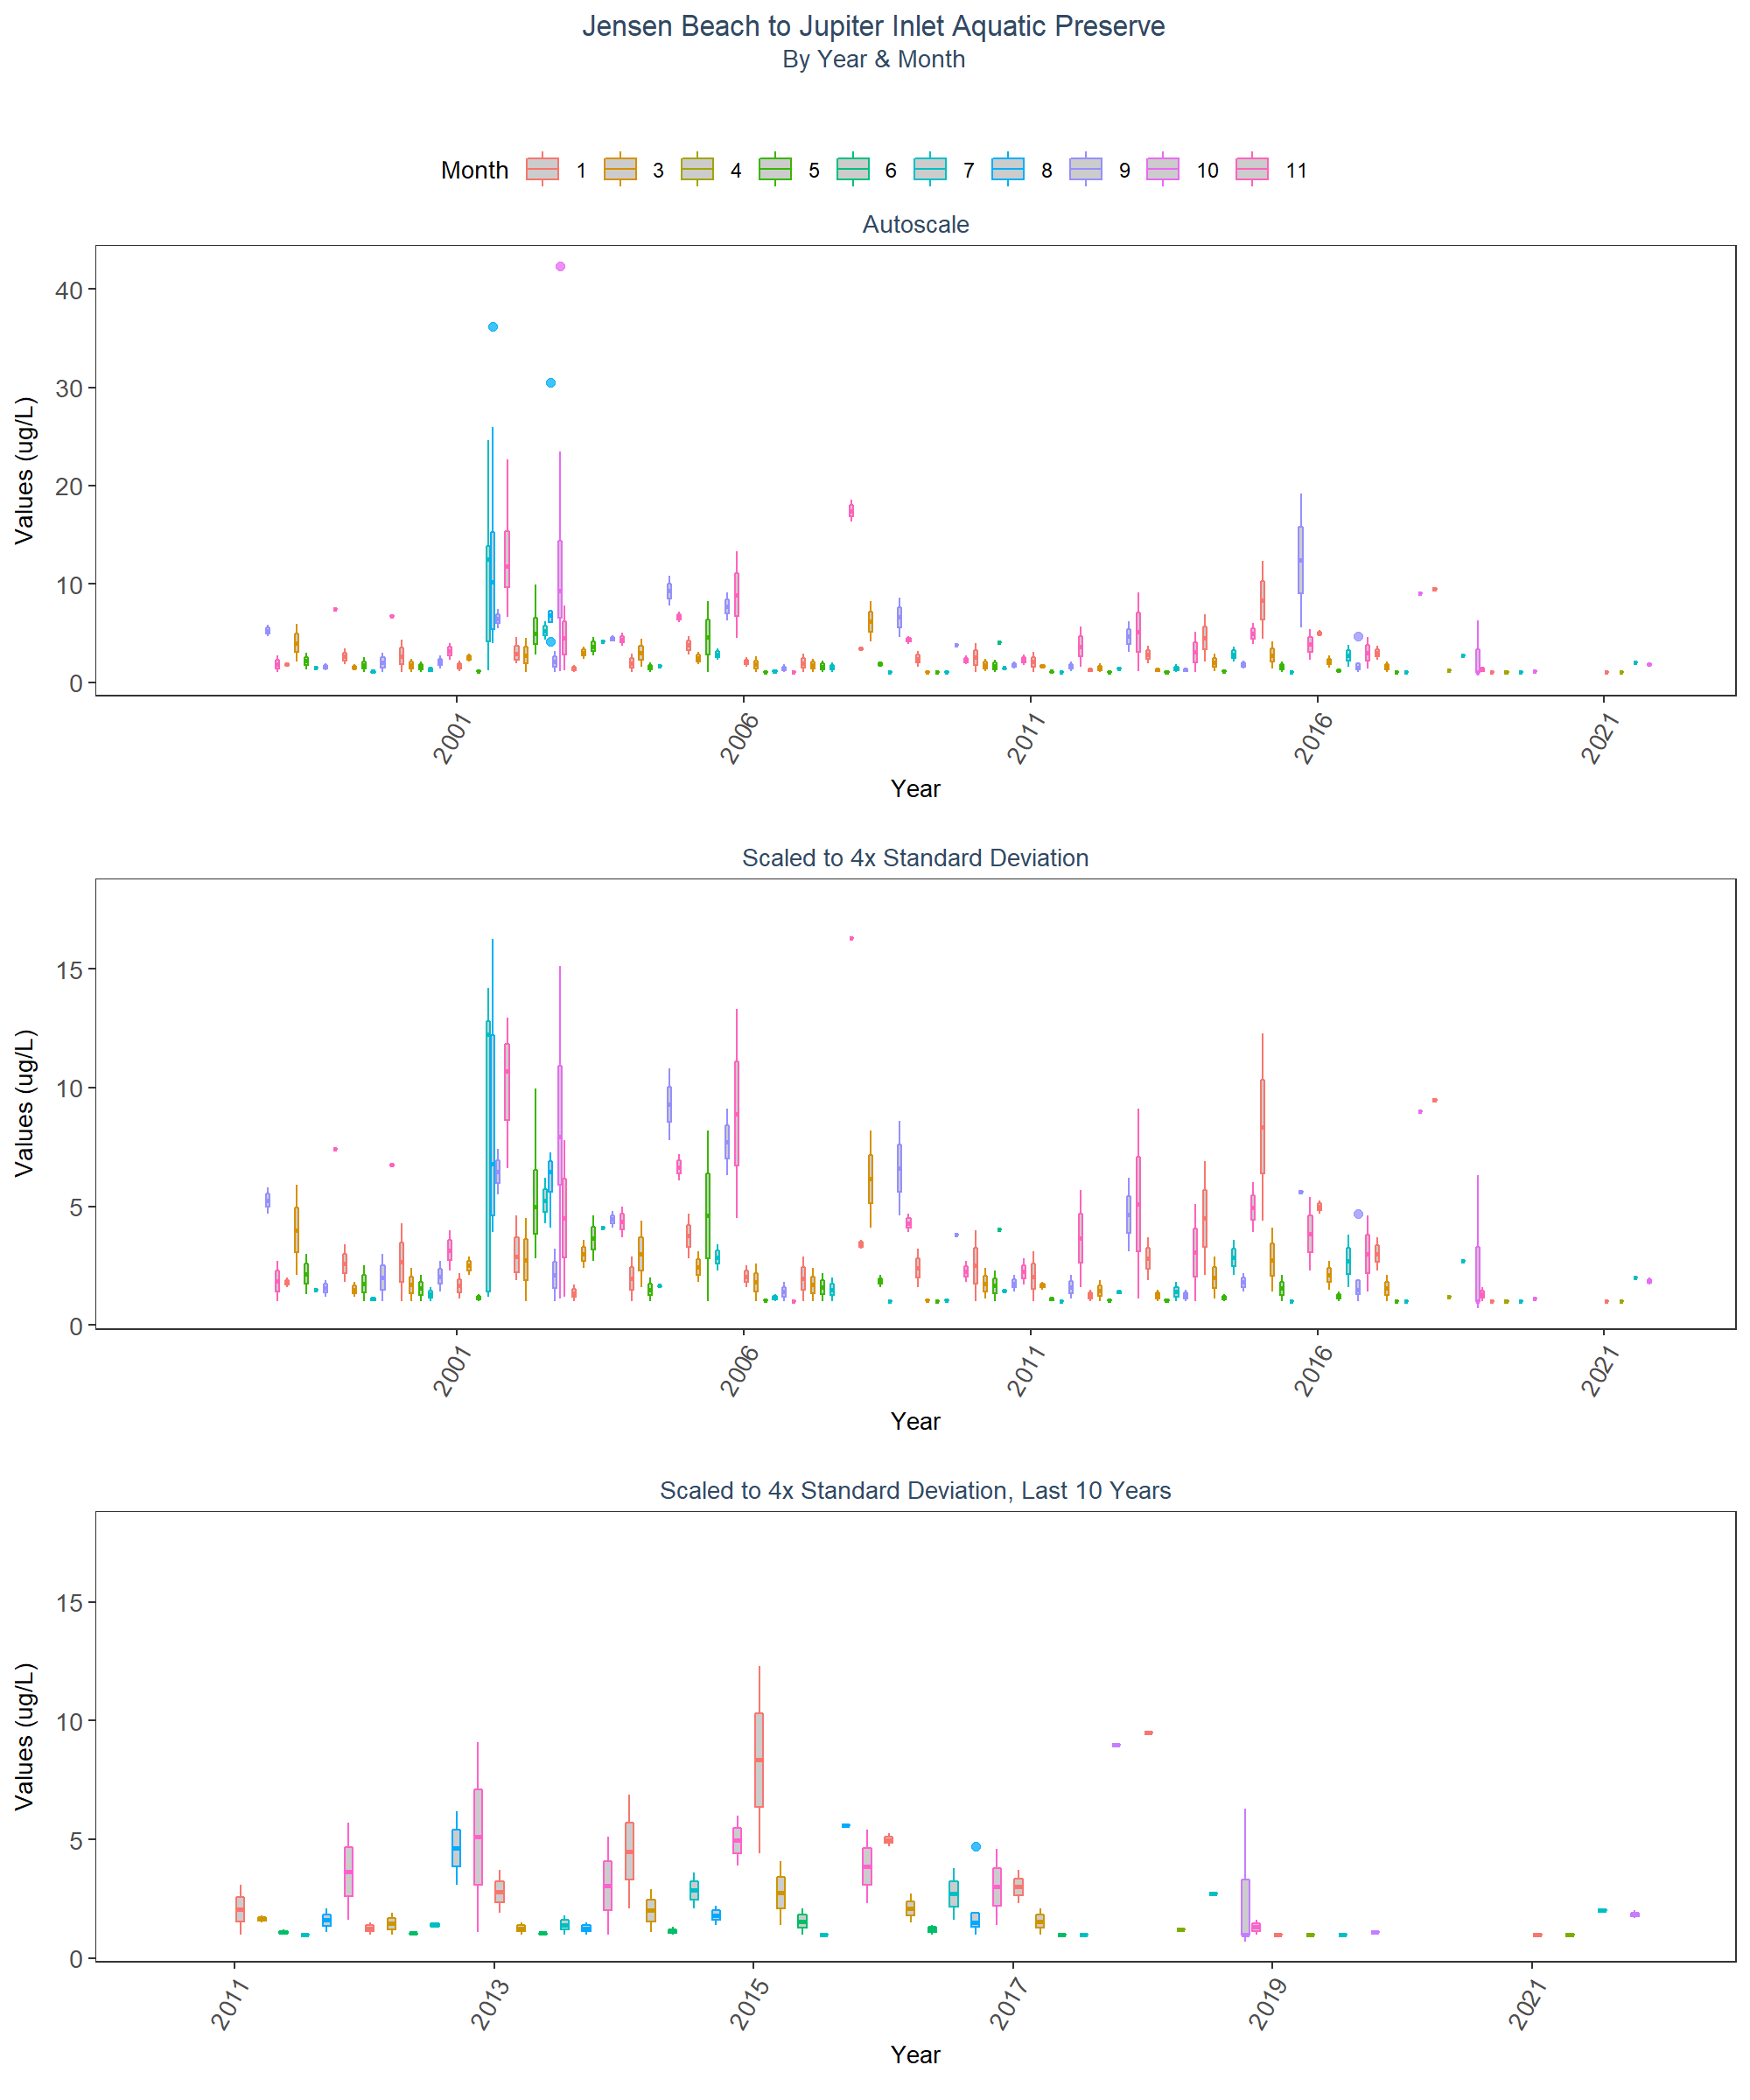 Jensen Beach to Jupiter Inlet Aquatic Preserve
By Year & Month
Month 1 3 4 5 6 7 8 9 10 11
Autoscale
Values (ug/L)
40
30
20
10
0
2001 2006 2011 2016 2021
Year
Scaled to 4x Standard Deviation
Values (ug/L)
15
10
5
0
2001 2006 2011 2016 2021
Year
Scaled to 4x Standard Deviation, Last 10 Years
Values (ug/L)
15
10
5
0
2011 2013 2015 2017 2019 2021
Year